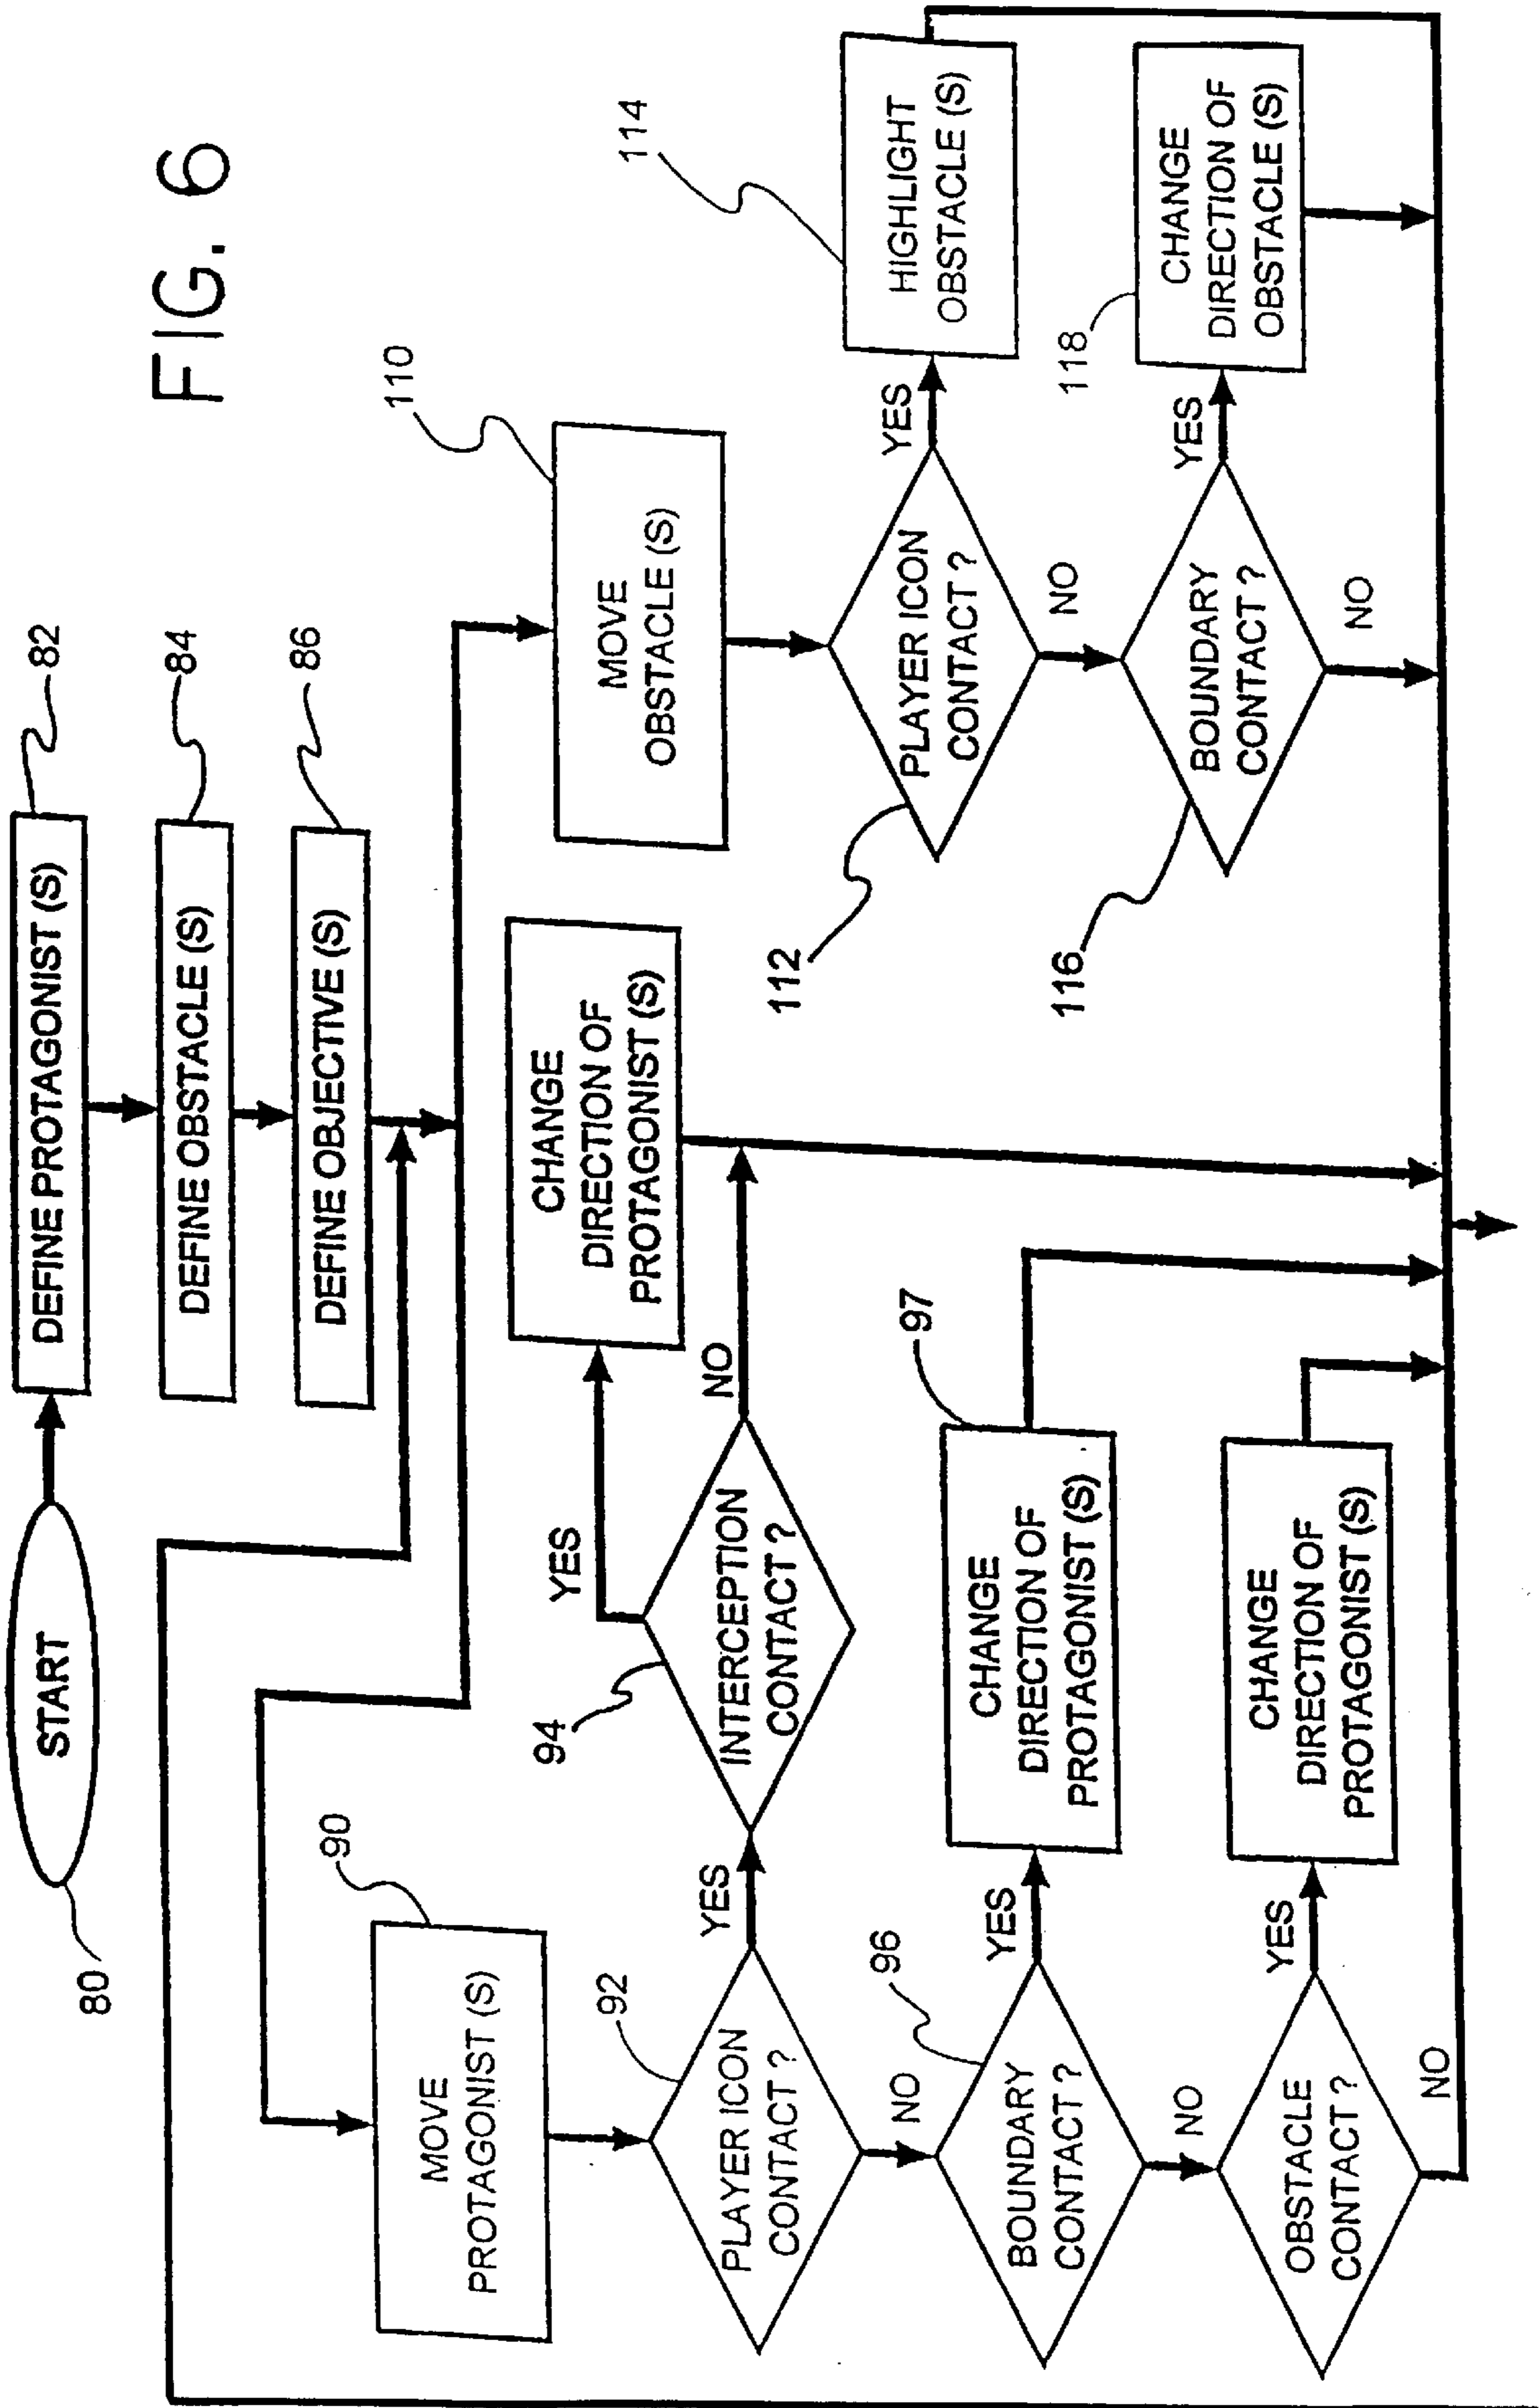 FIG. 6
80
START
DEFINE PROTAGONIST (S)
82
DEFINE OBSTACLE (S)
84
DEFINE OBJECTIVE (S)
86
90
MOVE
PROTAGONIST (S)
92
PLAYER ICON
CONTACT ?
YES
NO
94
INTERCEPTION
CONTACT ?
YES
NO
CHANGE
DIRECTION OF
PROTAGONIST (S)
96
BOUNDARY
CONTACT ?
YES
NO
97
CHANGE
DIRECTION OF
PROTAGONIST (S)
OBSTACLE
CONTACT ?
YES
NO
CHANGE
DIRECTION OF
PROTAGONIST (S)
110
MOVE
OBSTACLE (S)
112
PLAYER ICON
CONTACT ?
YES
NO
114
HIGHLIGHT
OBSTACLE (S)
116
BOUNDARY
CONTACT ?
YES
NO
118
CHANGE
DIRECTION OF
OBSTACLE (S)